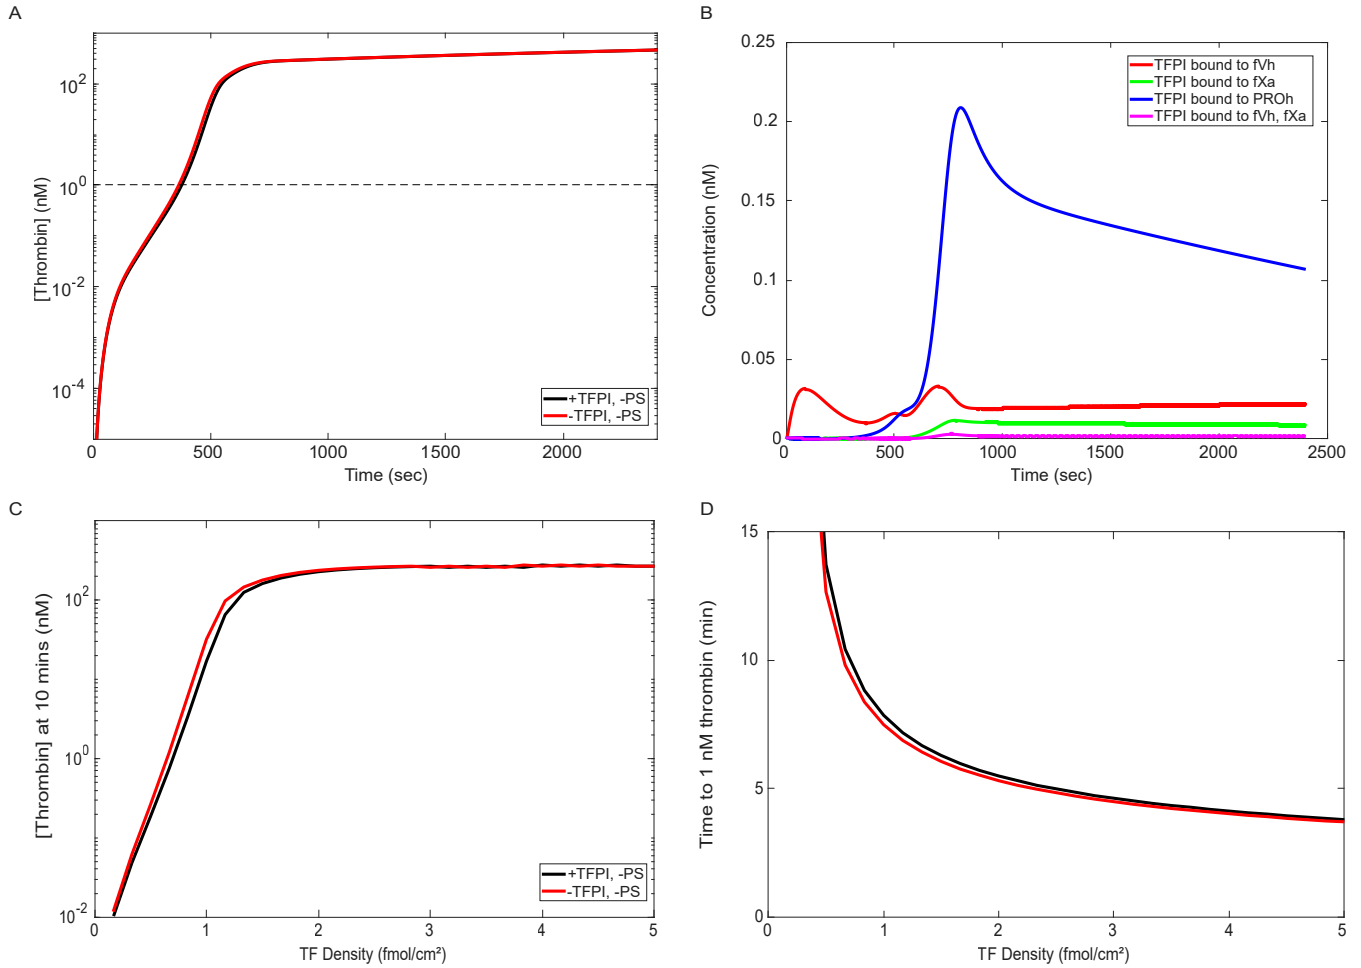 A
[Thrombin] (nM)
10^2
10^0
10^-2
10^-4
+TFPI, -PS
-TFPI, -PS
0
500
1000
1500
2000
Time (sec)
B
Concentration (nM)
0.25
0.2
0.15
0.1
0.05
0
TFPI bound to fVh
TFPI bound to fXa
TFPI bound to PROh
TFPI bound to fVh, fXa
0
500
1000
1500
2000
2500
Time (sec)
C
[Thrombin] at 10 mins (nM)
10^2
10^0
10^-2
+TFPI, -PS
-TFPI, -PS
0
1
2
3
4
5
TF Density (fmol/cm²)
D
Time to 1 nM thrombin (min)
15
10
5
0
0
1
2
3
4
5
TF Density (fmol/cm²)